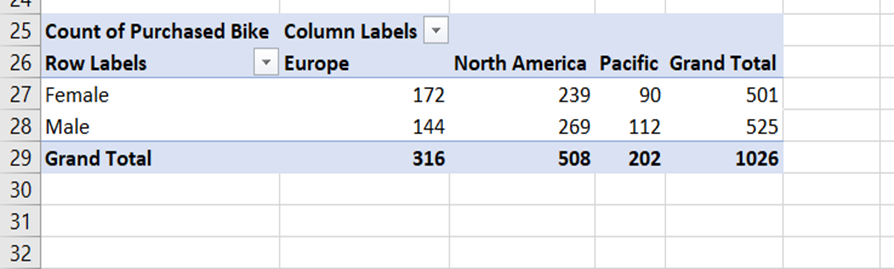 24
25 Count of Purchased Bike Column Labels
26 Row Labels Europe North America Pacific Grand Total
27 Female 172 239 90 501
28 Male 144 269 112 525
29 Grand Total 316 508 202 1026
30
31
32